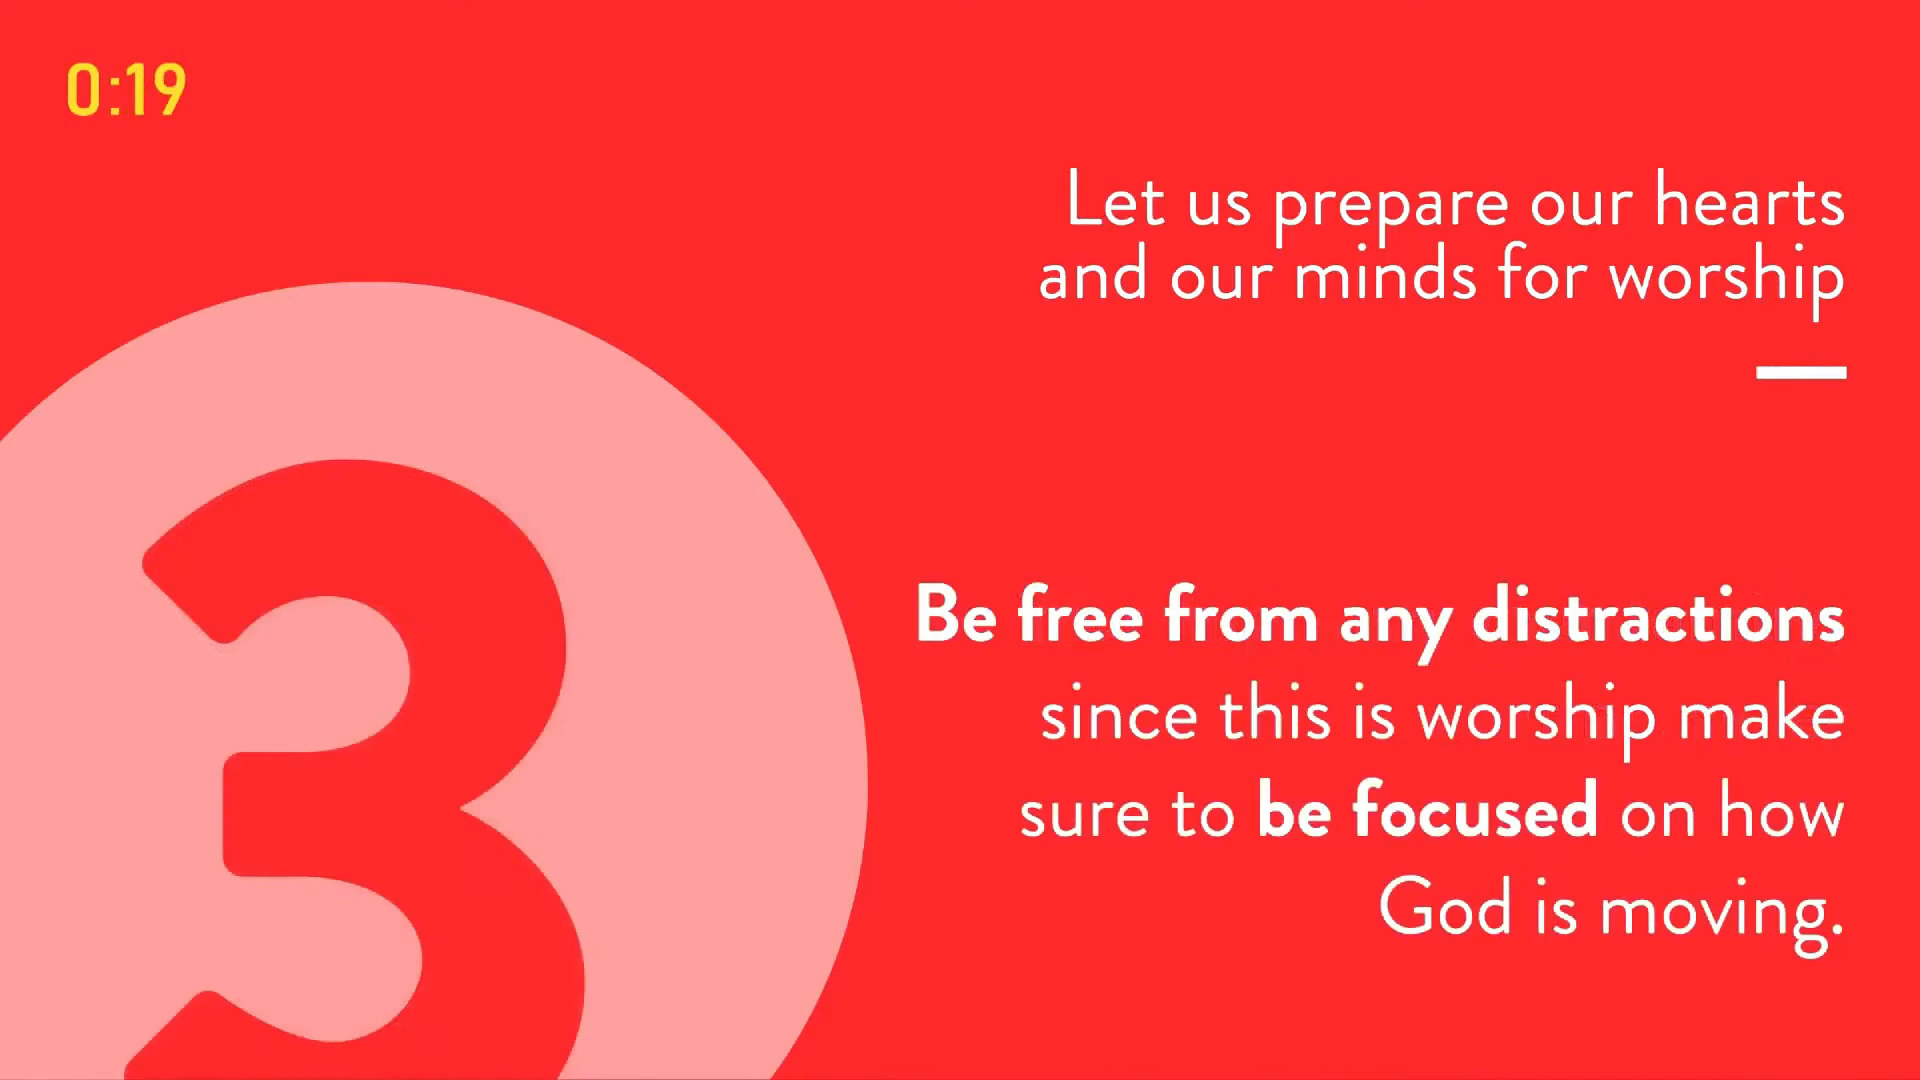 0:19
Let us prepare our hearts
and our minds for worship
3
Be free from any distractions
since this is worship make
sure to be focused on how
God is moving.